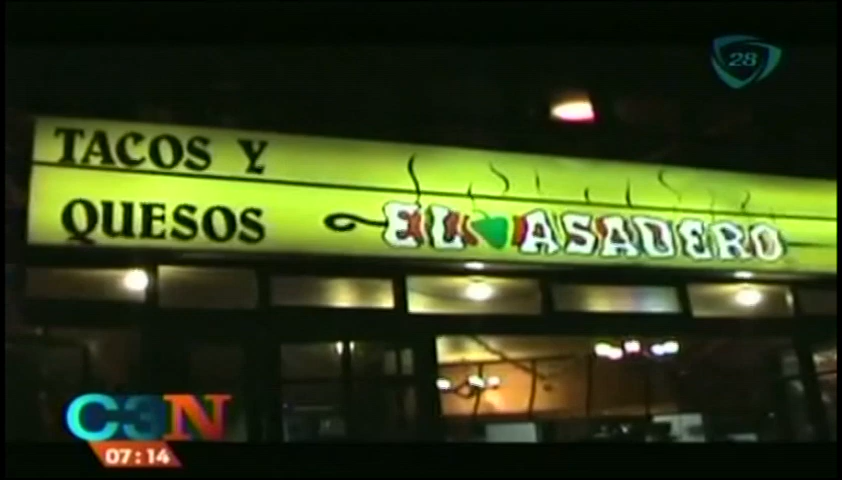 28
TACOS Y
QUESOS
EL ASADERO
C3N
07:14